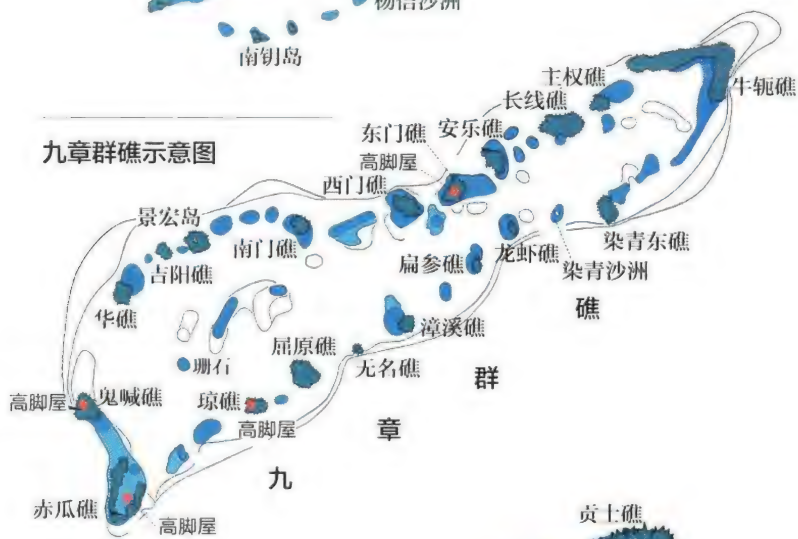 杨信沙洲
南钥岛
九章群礁示意图
主权礁
牛轭礁
长线礁
东门礁
安乐礁
高脚屋
西门礁
景宏岛
南门礁
吉阳礁
扁参礁
龙虾礁
染青东礁
染青沙洲
华礁
漳溪礁
屈原礁
无名礁
珊石
鬼喊礁
高脚屋
琼礁
高脚屋
赤瓜礁
高脚屋
九
章
群
礁
贡士礁